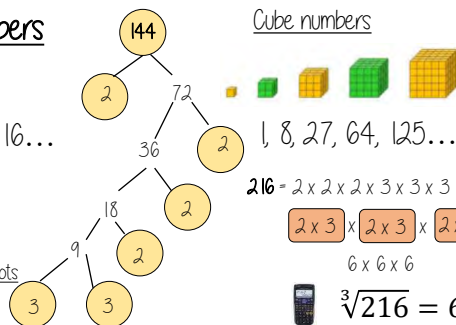 bers
144
2
72
16...
36
2
18
2
9
2
ots
3
3
Cube numbers
1, 8, 27, 64, 125...
216 = 2 x 2 x 2 x 3 x 3 x 3
2 x 3 x 2 x 3 x 2
6 x 6 x 6
∛216 = 6